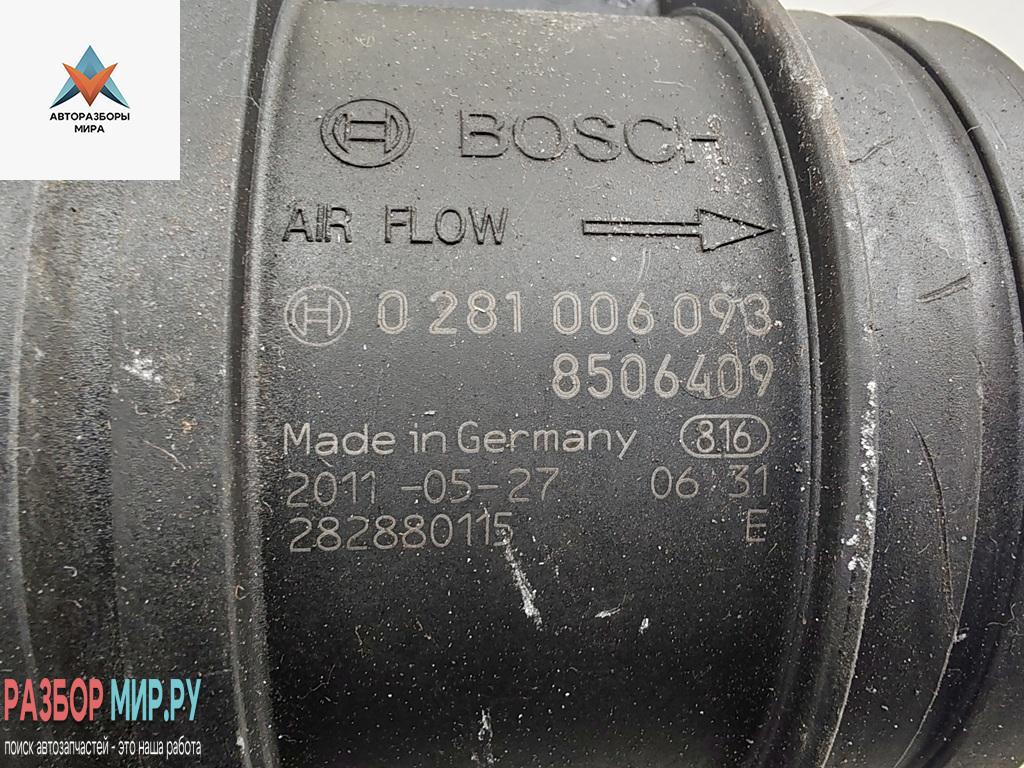 АВТОРАЗБОРЫ
МИРА
BOSCH
AIR FLOW
0 281 006 093
8506409
Made in Germany 816
2011-05-27 06 31
282880115 E
РАЗБОР МИР.РУ
поиск автозапчастей - это наша работа